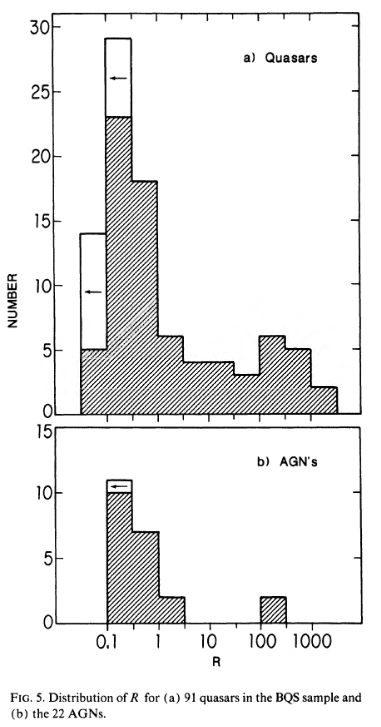 30
a) Quasars
25
20
15
10
5
0
NUMBER
15
b) AGN's
10
5
0
0.1 1 10 100 1000
R
FIG. 5. Distribution of R for (a) 91 quasars in the BQS sample and
(b) the 22 AGNs.